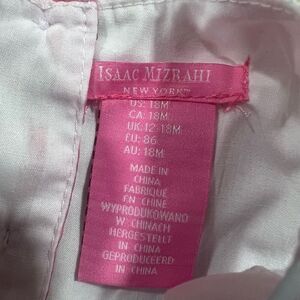 ISAAC MIZRAHI
NEW YORK™
US: 18M
CA: 18M
UK: 12-18M
EU: 86
AU: 18M
MADE IN
CHINA
FABRIQUÉ
EN CHINE
WYPRODUKOWANO
W CHINACH
HERGESTELLT
IN CHINA
GEPRODUCEERD
IN CHINA